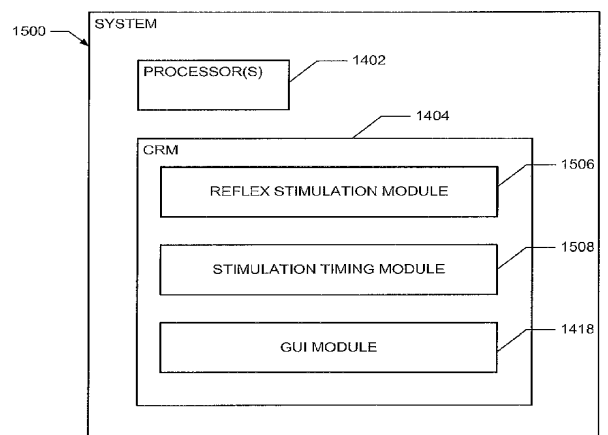 1500
SYSTEM
PROCESSOR(S)
1402
1404
CRM
REFLEX STIMULATION MODULE
1506
STIMULATION TIMING MODULE
1508
GUI MODULE
1418